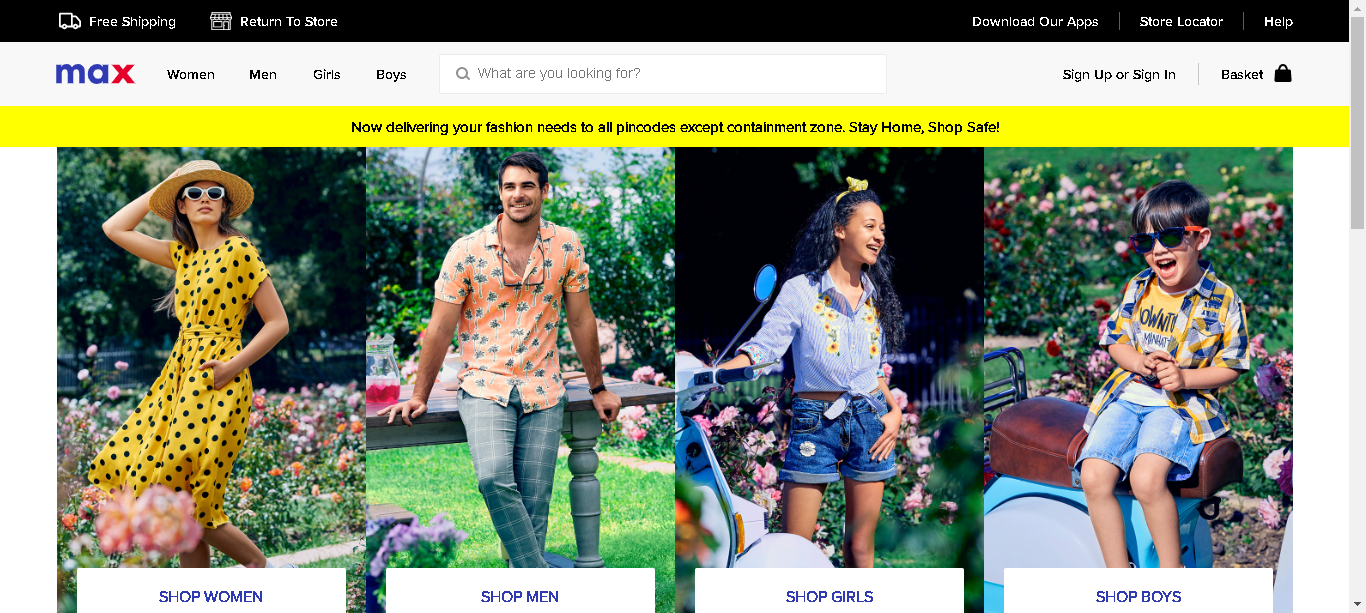 Free Shipping Return To Store Download Our Apps Store Locator Help
max Women Men Girls Boys What are you looking for? Sign Up or Sign In Basket
Now delivering your fashion needs to all pincodes except containment zone. Stay Home, Shop Safe!
SHOP WOMEN SHOP MEN SHOP GIRLS SHOP BOYS